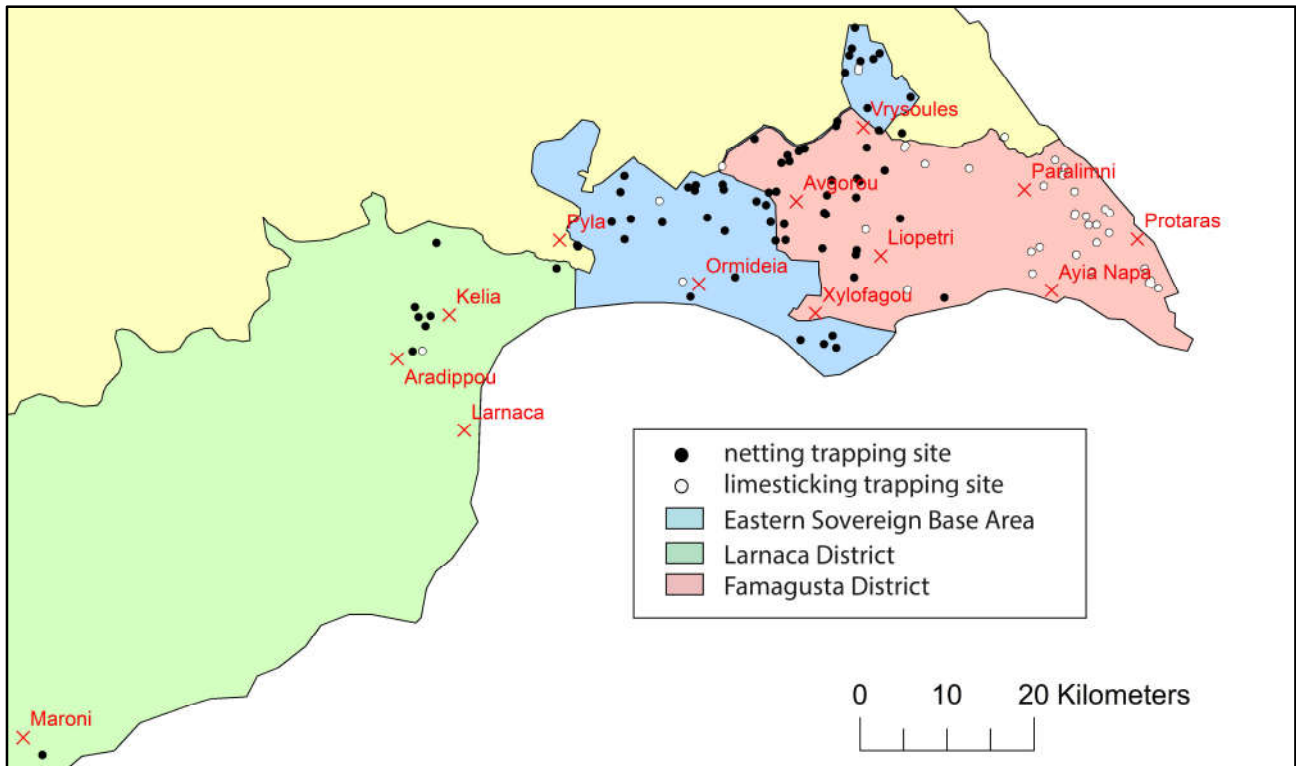 Vrysoules
Paralimni
Avgorou
Protaras
Pyla
Liopetri
Ormideia
Ayia Napa
Kelia
Xylofagou
Aradippou
Larnaca
netting trapping site
limesticking trapping site
Eastern Sovereign Base Area
Larnaca District
Famagusta District
0 10 20 Kilometers
Maroni